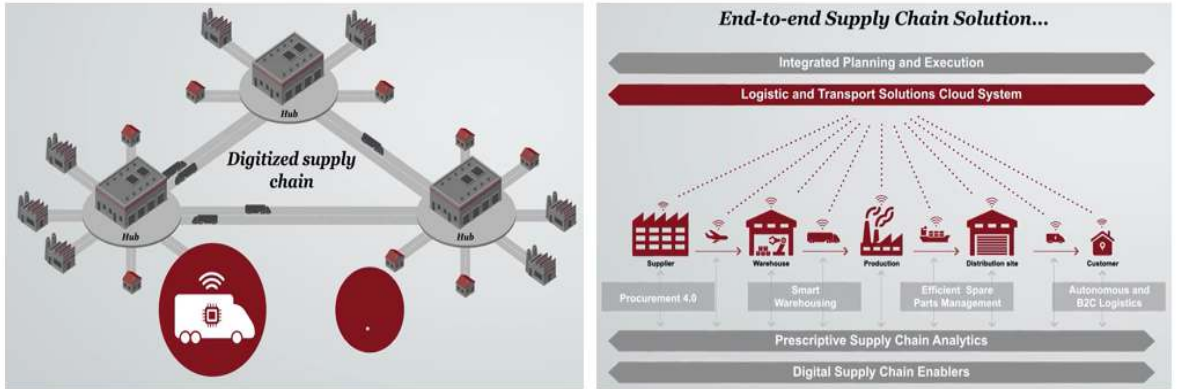 Hub
Digitized supply
chain
Hub
Hub
End-to-end Supply Chain Solution...
Integrated Planning and Execution
Logistic and Transport Solutions Cloud System
Supplier
Warehouse
Production
Distribution site
Customer
Procurement 4.0
Smart
Warehousing
Efficient Spare
Parts Management
Autonomous and
B2C Logistics
Prescriptive Supply Chain Analytics
Digital Supply Chain Enablers